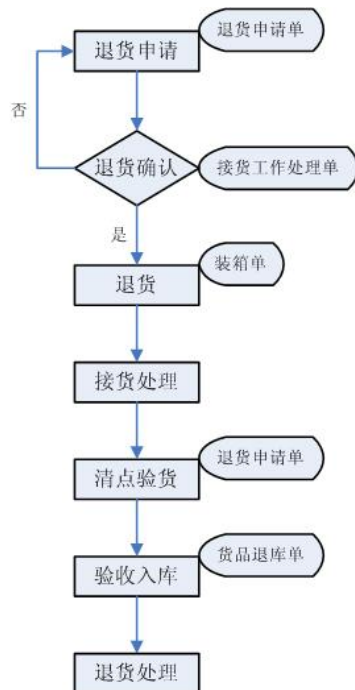 退货申请单
退货申请
否
退货确认
接货工作处理单
是
装箱单
退货
接货处理
退货申请单
清点验货
货品退库单
验收入库
退货处理